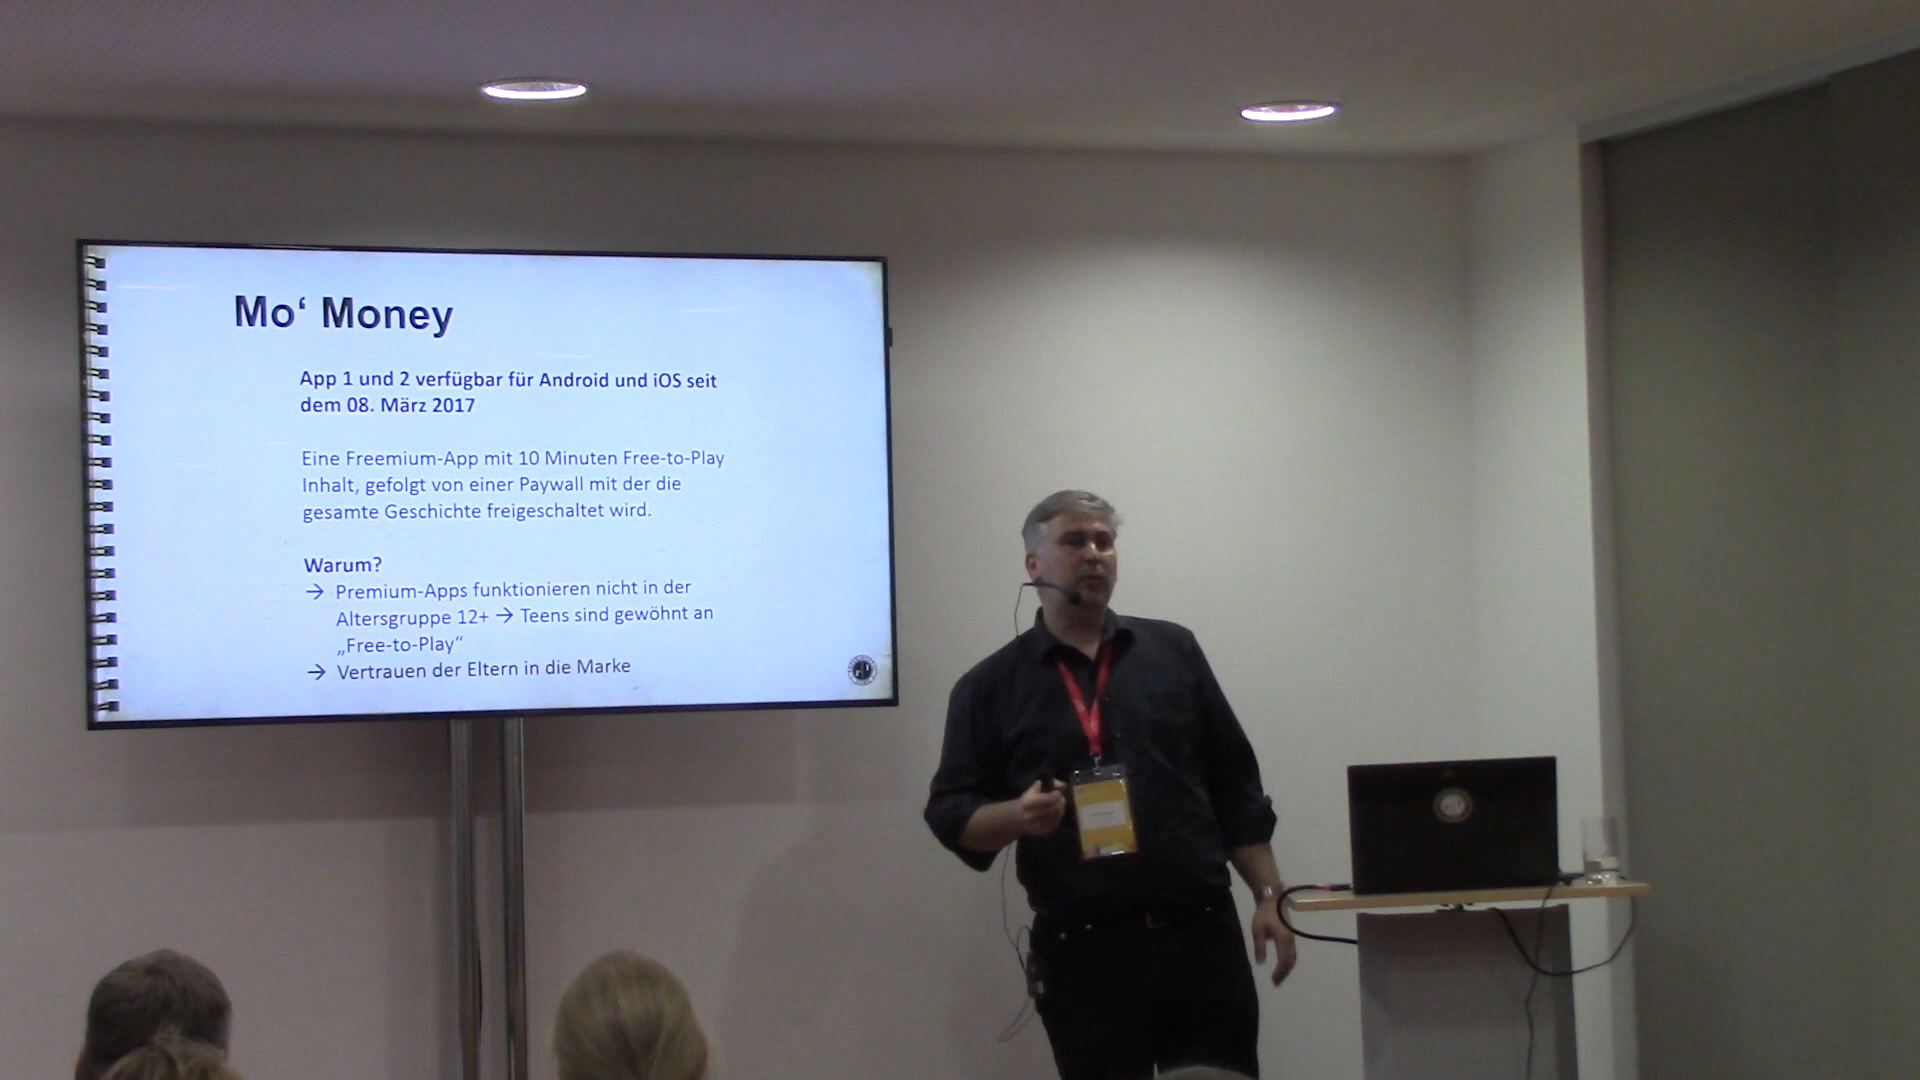 Mo‘ Money
App 1 und 2 verfügbar für Android und iOS seit
dem 08. März 2017
Eine Freemium-App mit 10 Minuten Free-to-Play
Inhalt, gefolgt von einer Paywall mit der die
gesamte Geschichte freigeschaltet wird.
Warum?
→ Premium-Apps funktionieren nicht in der
Altersgruppe 12+ → Teens sind gewöhnt an
„Free-to-Play“
→ Vertrauen der Eltern in die Marke